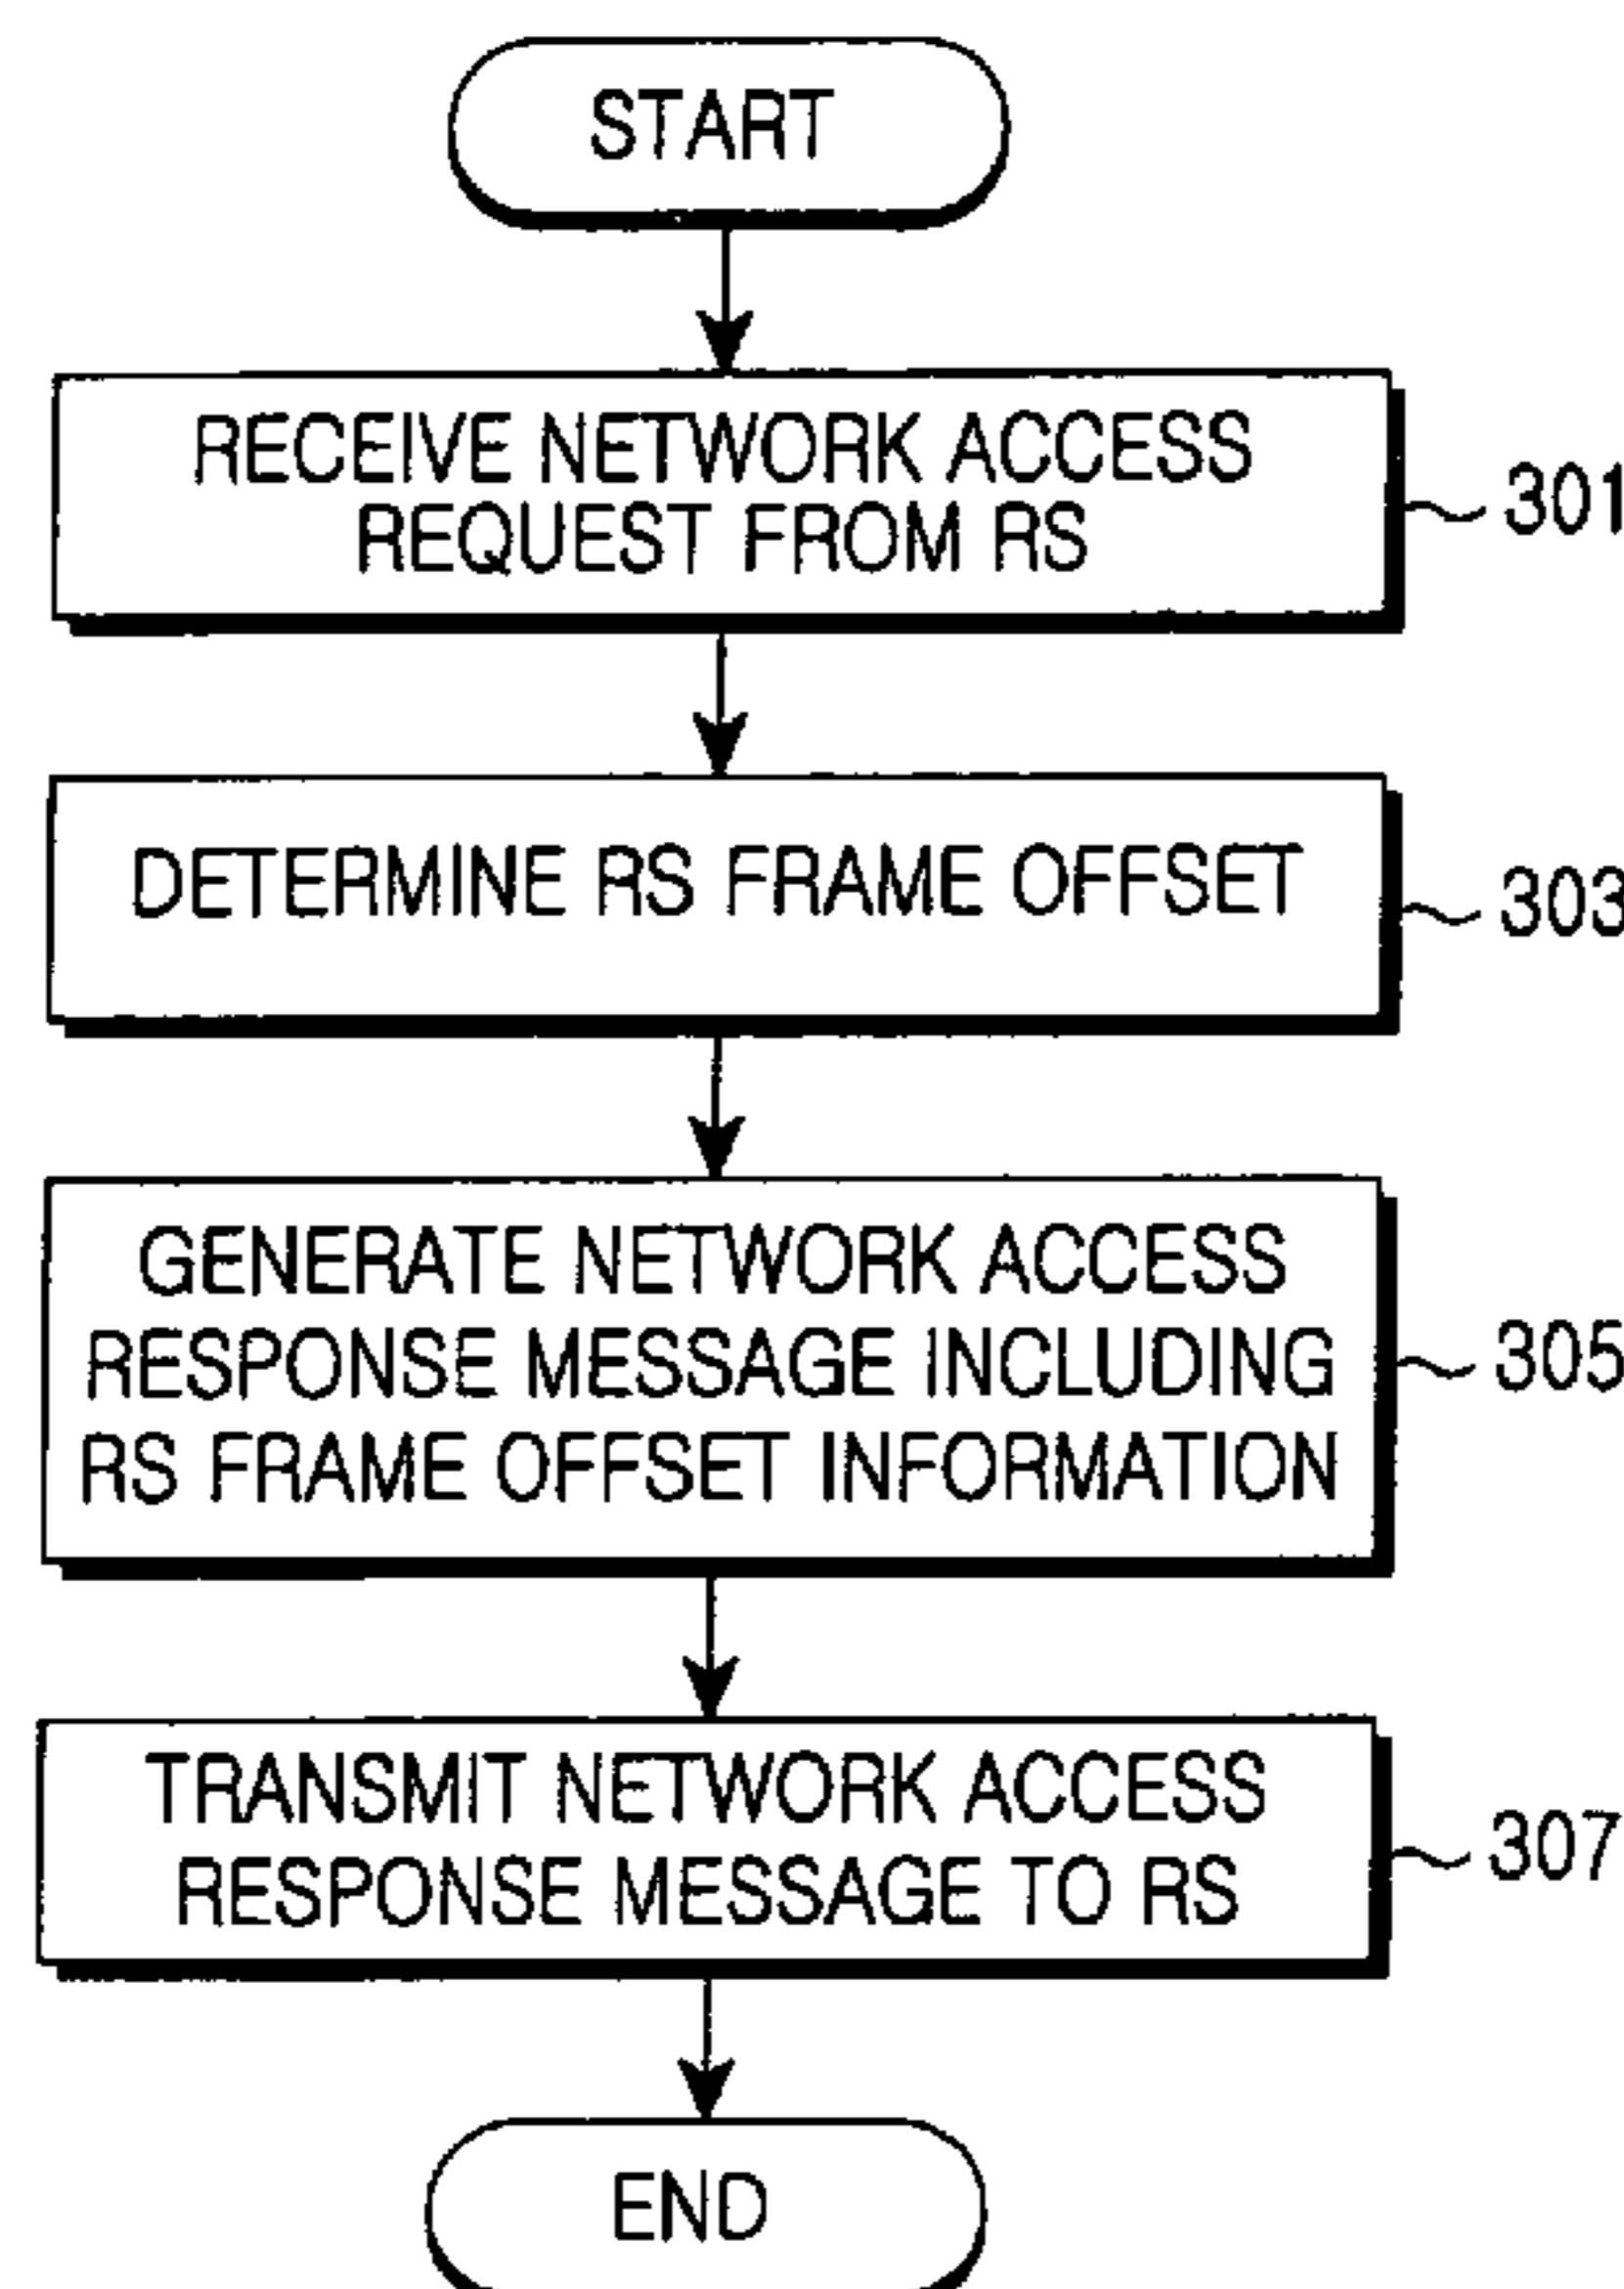 START
RECEIVE NETWORK ACCESS
REQUEST FROM RS
301
DETERMINE RS FRAME OFFSET
303
GENERATE NETWORK ACCESS
RESPONSE MESSAGE INCLUDING
RS FRAME OFFSET INFORMATION
305
TRANSMIT NETWORK ACCESS
RESPONSE MESSAGE TO RS
307
END